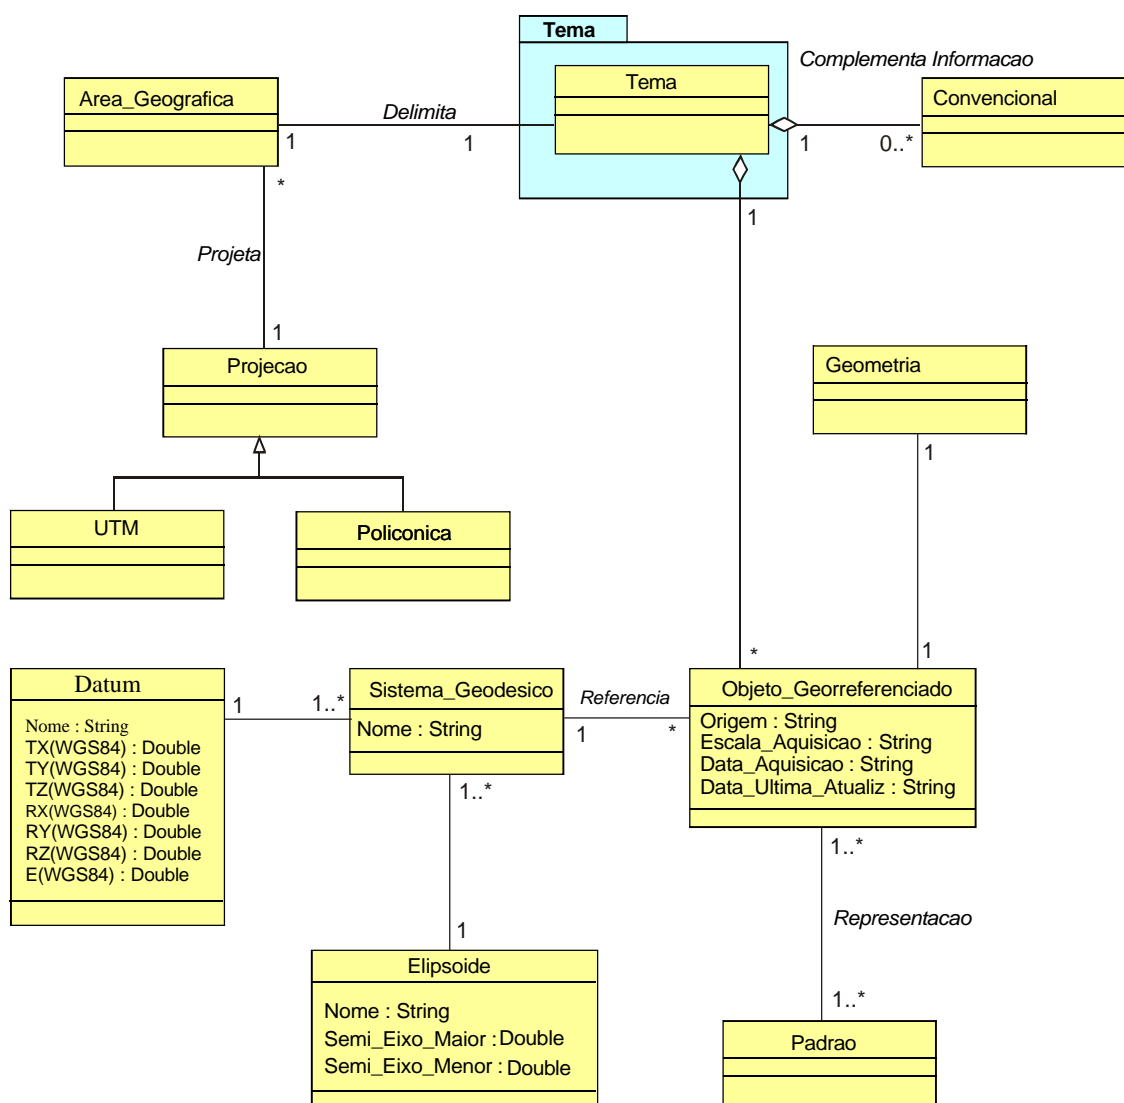 Tema
Complementa Informacao
Tema
Area_Geografica
Convencional
Delimita
1
1
1
0..*
*
1
Projeta
1
Projecao
Geometria
1
UTM
Policonica
*
1
Datum
Sistema_Geodesico
Referencia
Objeto_Georreferenciado
1
1..*
1
*
Nome : String
TX(WGS84) : Double
TY(WGS84) : Double
TZ(WGS84) : Double
RX(WGS84) : Double
RY(WGS84) : Double
RZ(WGS84) : Double
E(WGS84) : Double
Nome : String
Origem : String
Escala_Aquisicao : String
Data_Aquisicao : String
Data_Ultima_Atualiz : String
1..*
1..*
Representacao
1
Elipsoide
Nome : String
Semi_Eixo_Maior : Double
Semi_Eixo_Menor : Double
1..*
Padrao